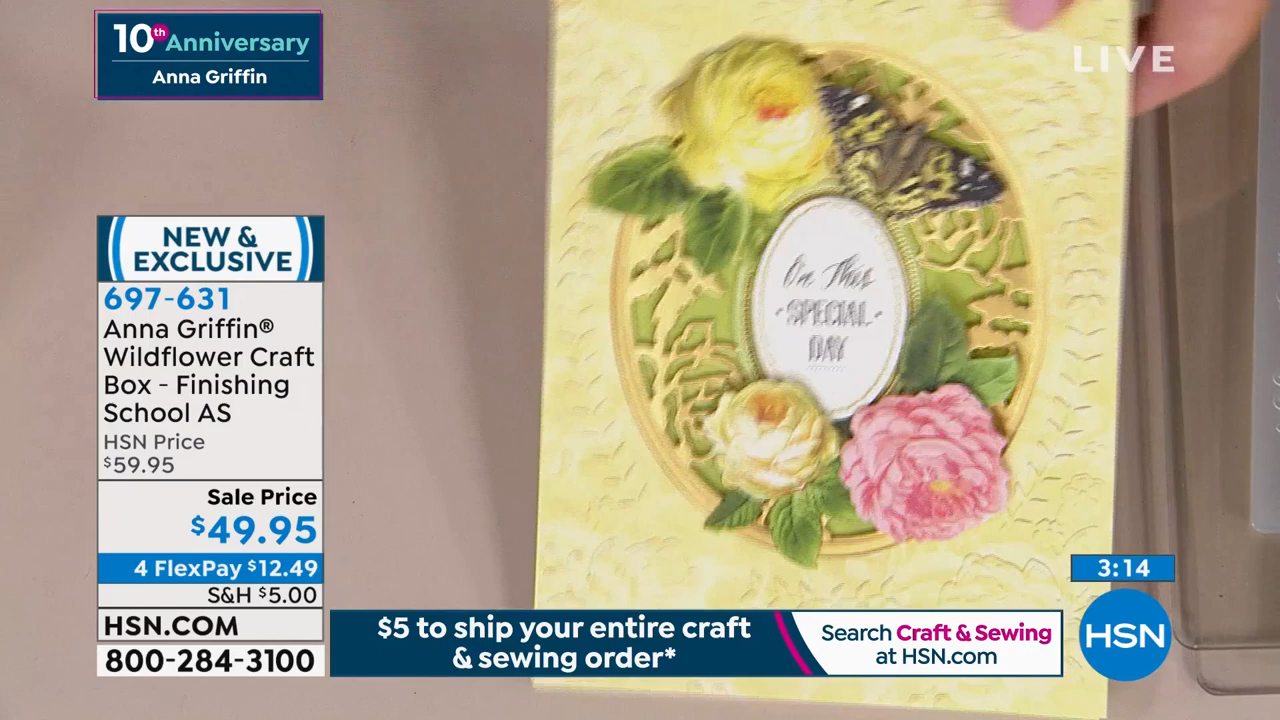 10th Anniversary
Anna Griffin
LIVE
NEW &
EXCLUSIVE
697-631
Anna Griffin®
Wildflower Craft
Box - Finishing
School AS
HSN Price
$59.95
Sale Price
$49.95
4 FlexPay $12.49
S&H $5.00
HSN.COM
800-284-3100
On This
·SPECIAL·
DAY
3:14
$5 to ship your entire craft
& sewing order*
Search Craft & Sewing
at HSN.com
HSN